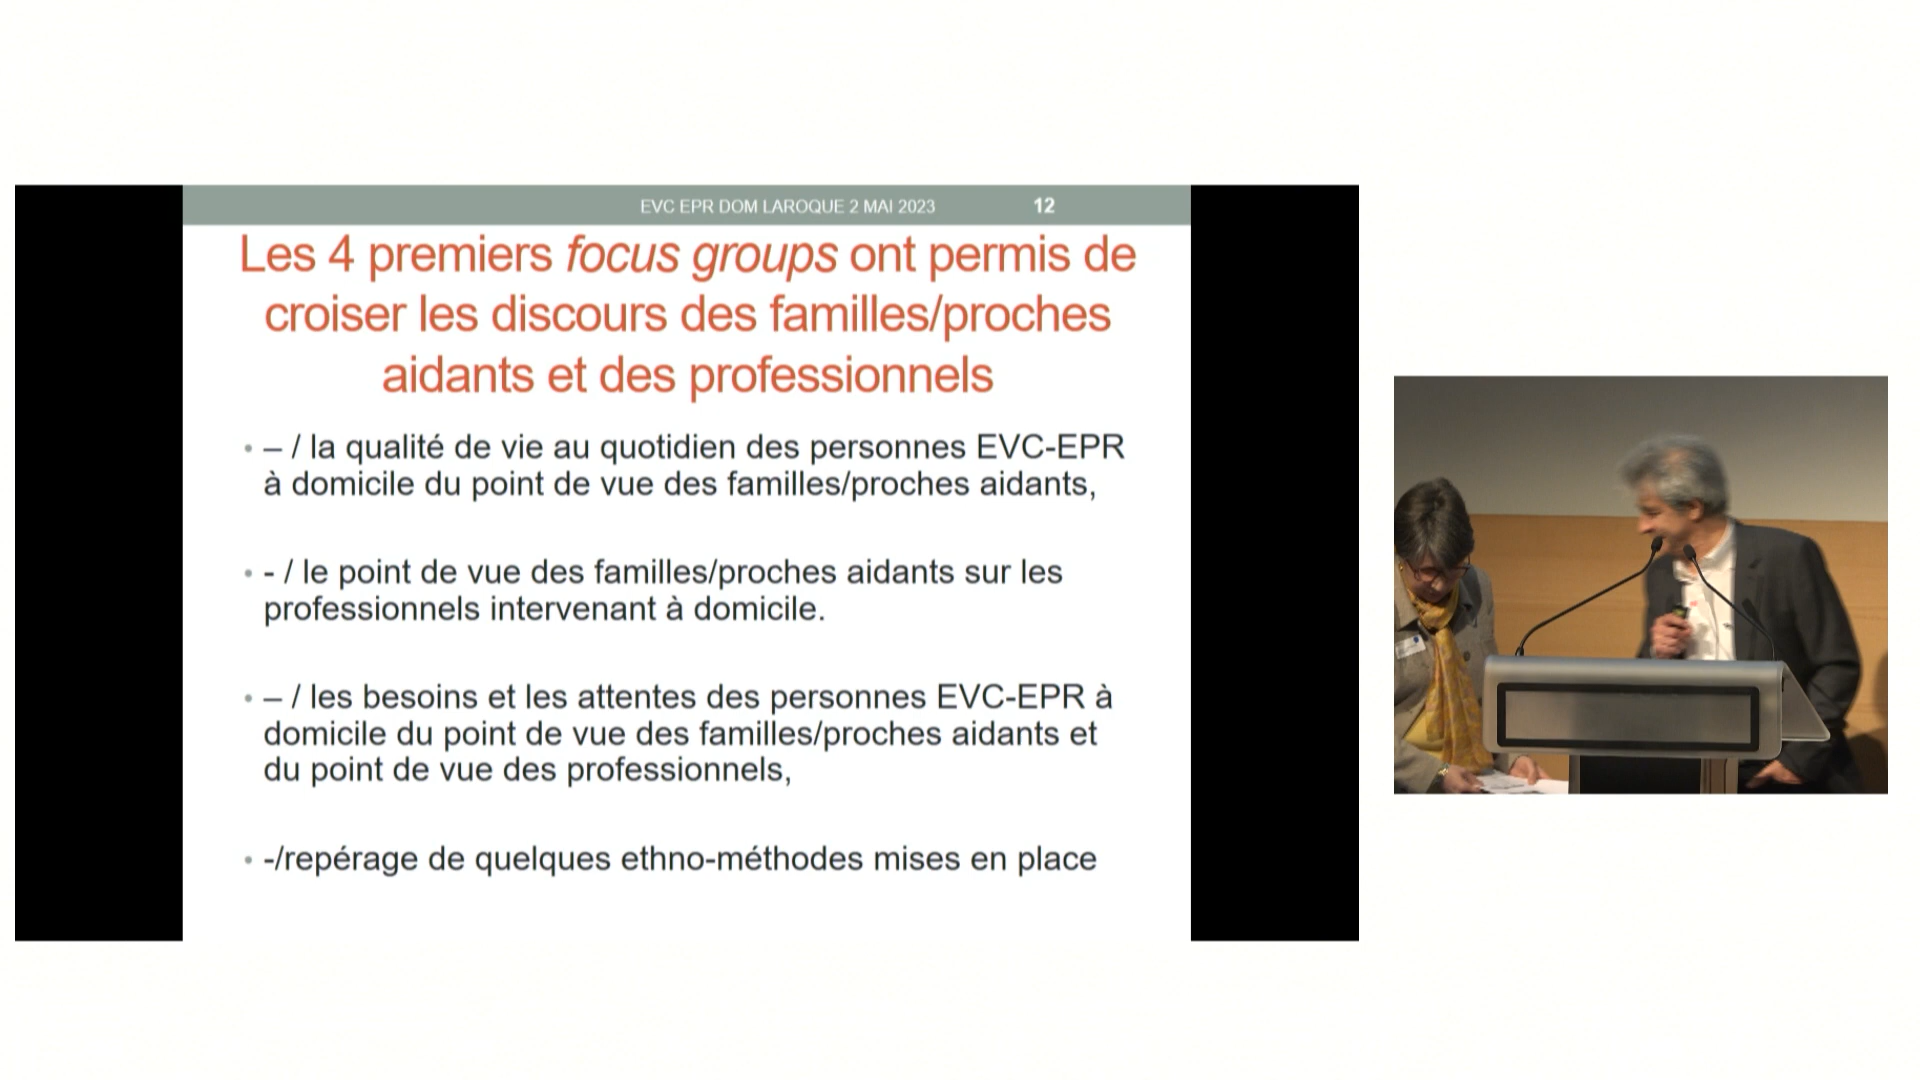 EVC EPR DOM LAROQUE 2 MAI 2023 12
Les 4 premiers focus groups ont permis de
croiser les discours des familles/proches
aidants et des professionnels
• – / la qualité de vie au quotidien des personnes EVC-EPR
à domicile du point de vue des familles/proches aidants,
• - / le point de vue des familles/proches aidants sur les
professionnels intervenant à domicile.
• – / les besoins et les attentes des personnes EVC-EPR à
domicile du point de vue des familles/proches aidants et
du point de vue des professionnels,
• -/repérage de quelques ethno-méthodes mises en place